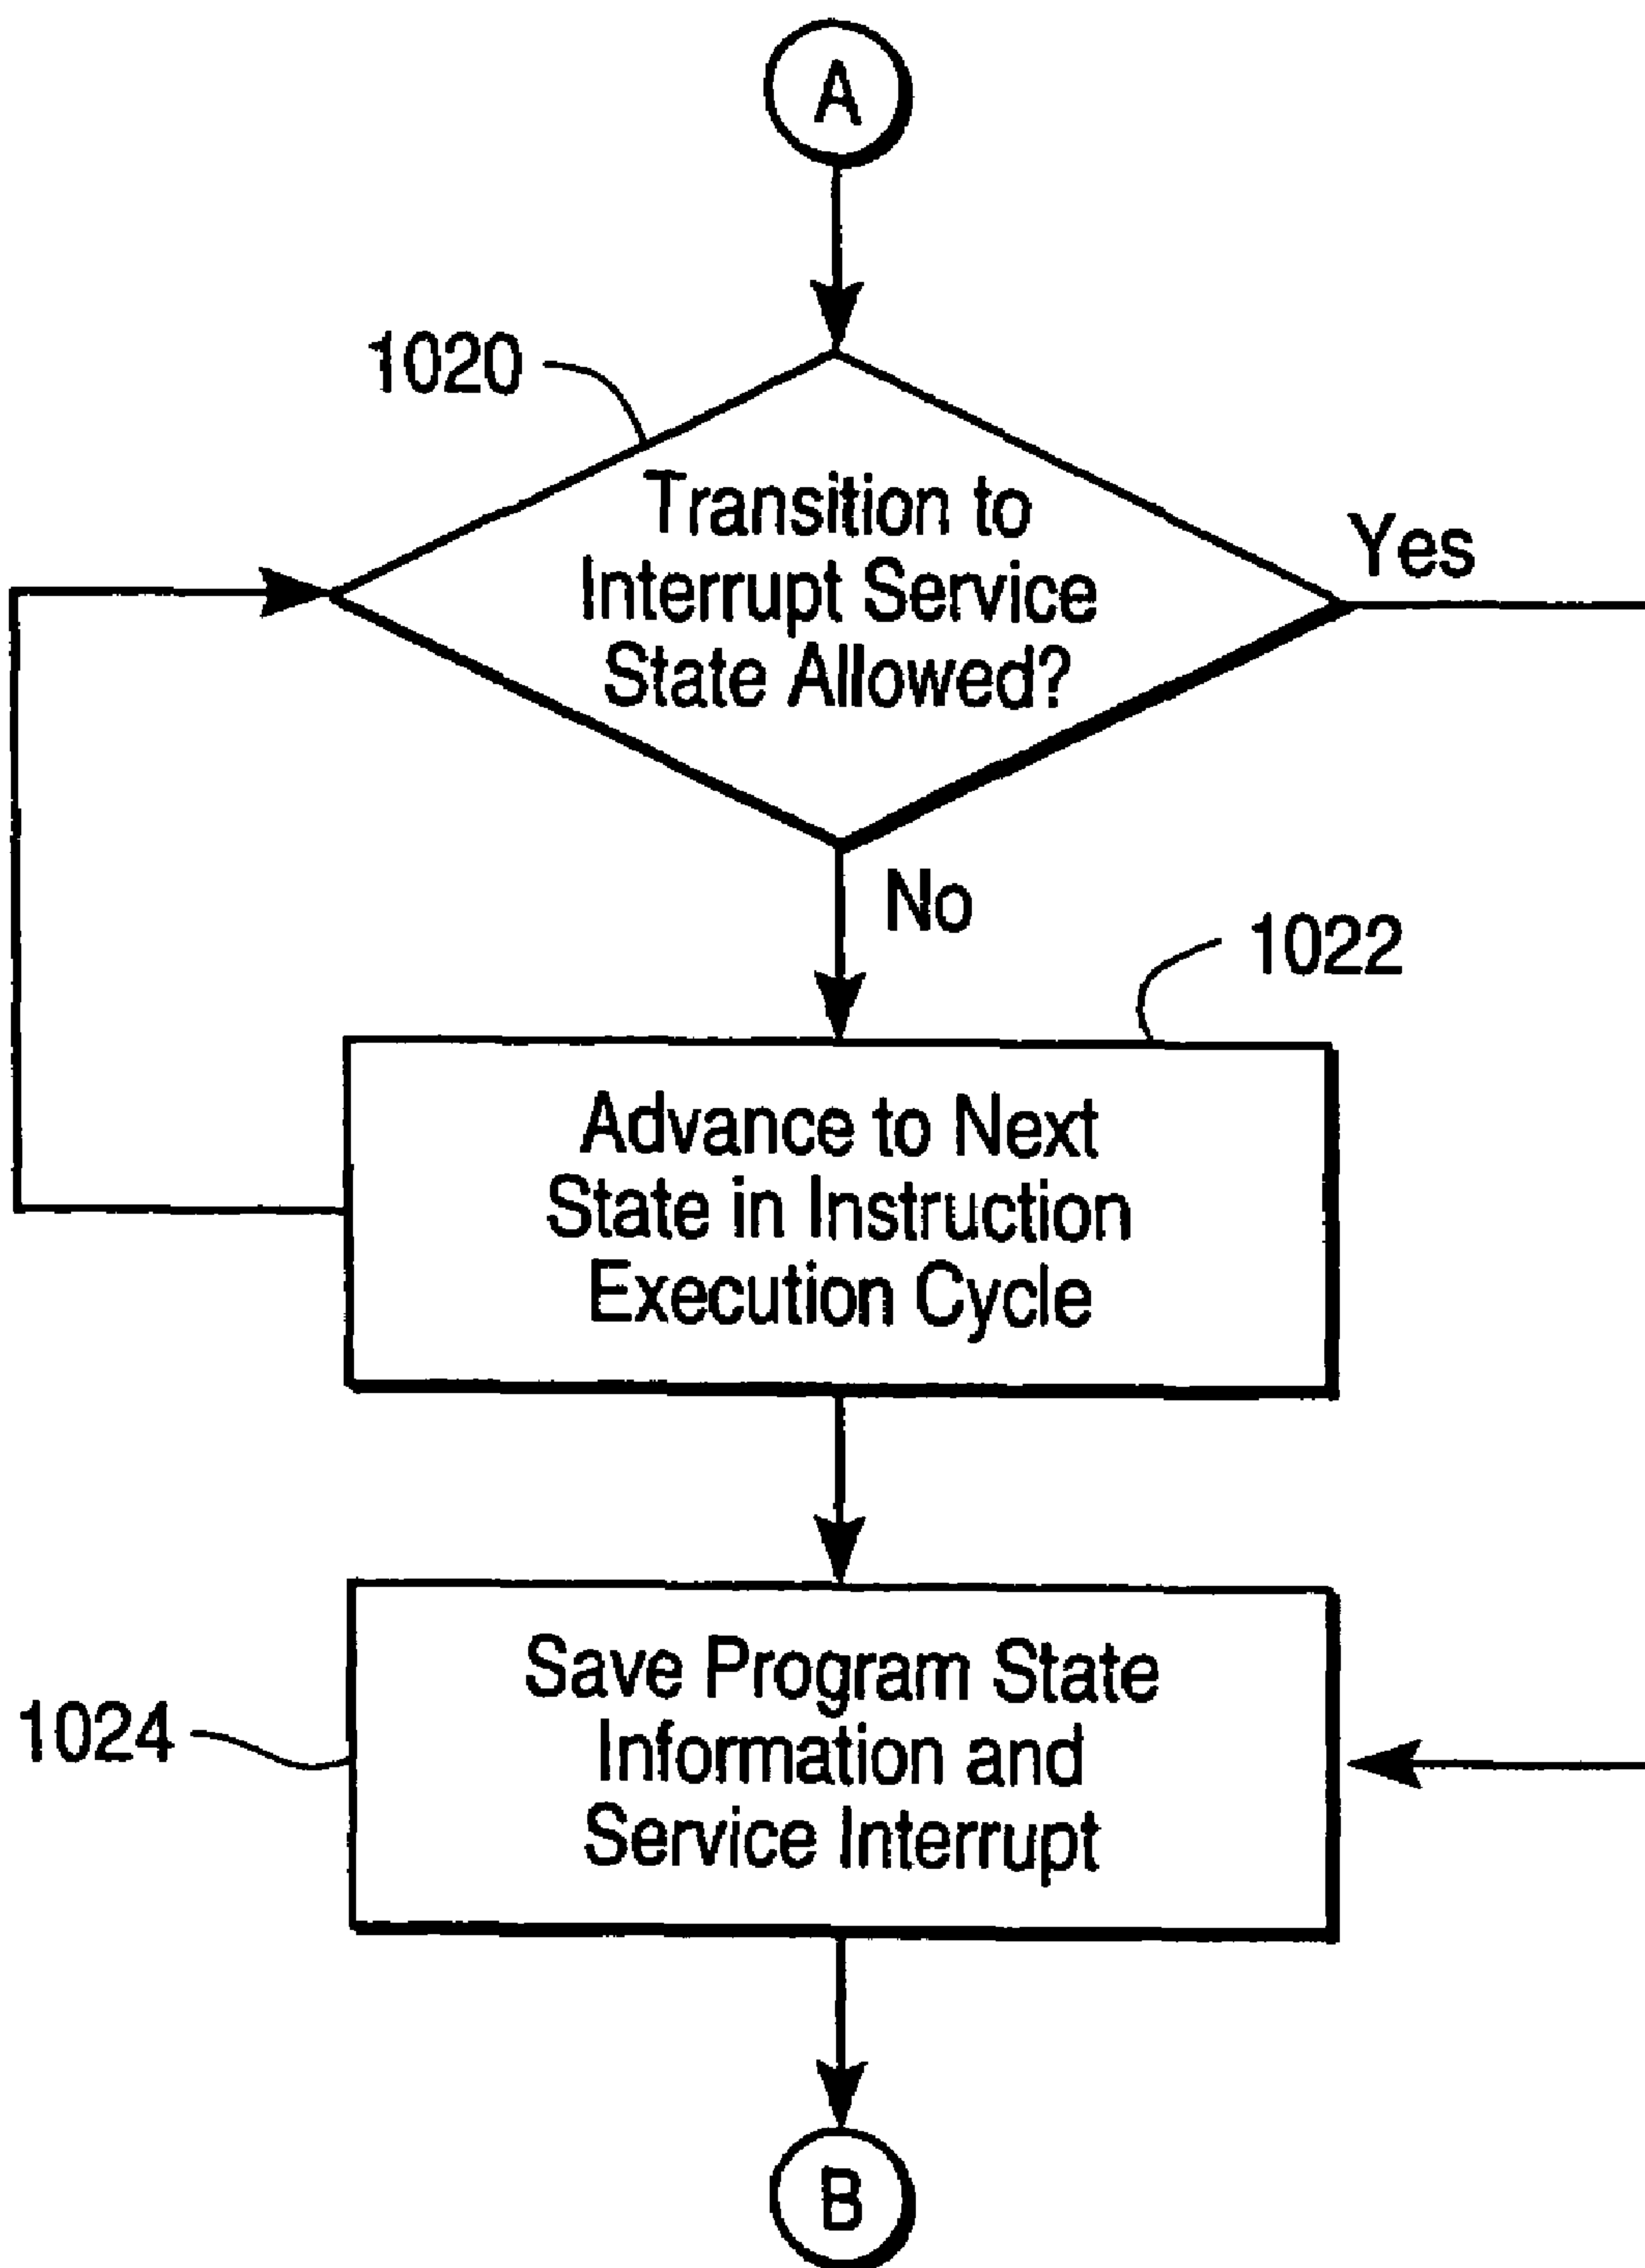 A
1020
Transition to
Interrupt Service
State Allowed?
Yes
No
1022
Advance to Next
State in Instruction
Execution Cycle
Save Program State
Information and
Service Interrupt
1024
B